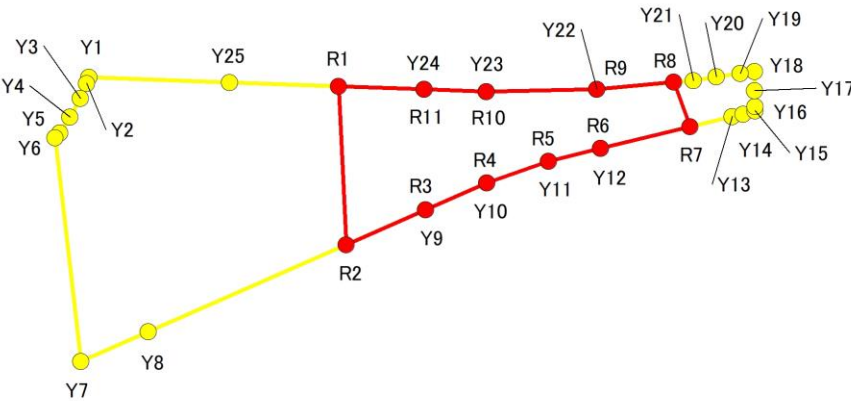 Y21 Y20 Y19
Y22
Y3 Y1
Y25
R1 Y24 Y23 R9 R8
Y18
Y4
Y17
R11 R10
Y5
Y2
Y6
R5 R6 R7
Y16
Y14 Y15
R4
Y11 Y12
Y13
R3
Y10
Y9
R2
Y8
Y7